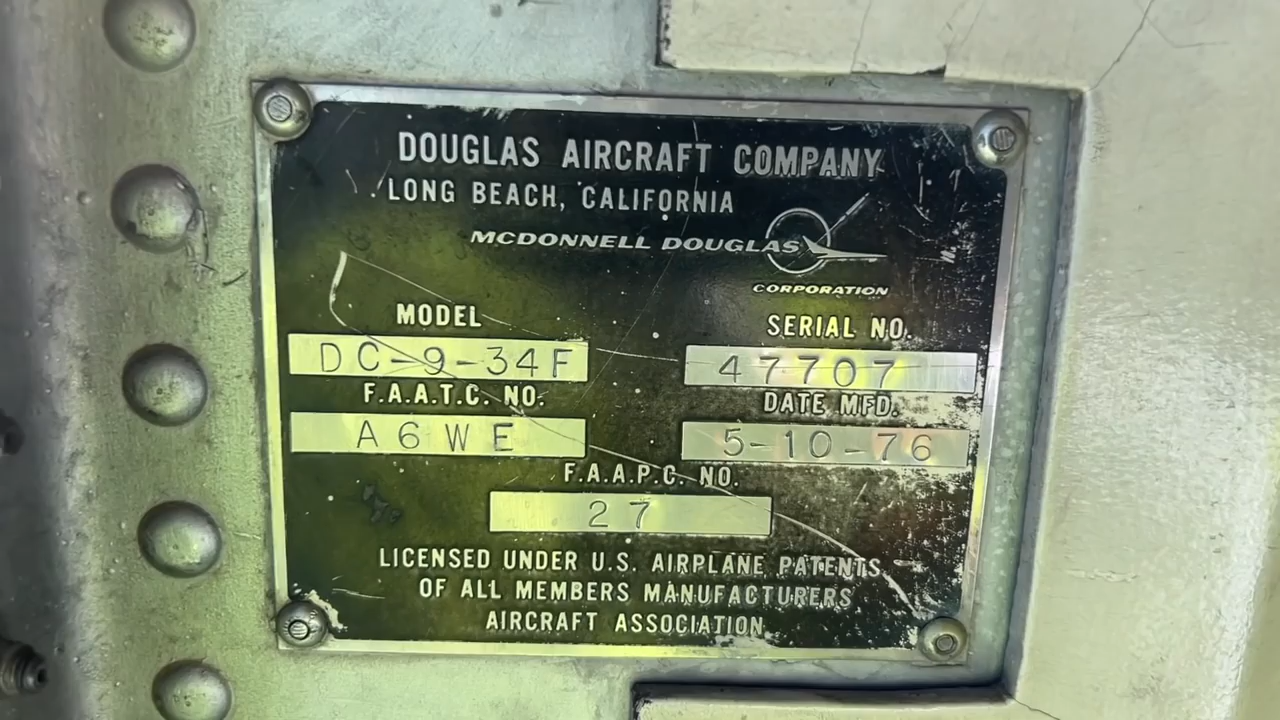 DOUGLAS AIRCRAFT COMPANY
LONG BEACH, CALIFORNIA
MCDONNELL DOUGLAS
CORPORATION
MODEL SERIAL NO.
DC-9-34F 47707
F.A.A.T.C. NO. DATE MFD.
A6WE 5-10-76
F.A.A.P.C. NO.
27
LICENSED UNDER U.S. AIRPLANE PATENTS
OF ALL MEMBERS MANUFACTURERS
AIRCRAFT ASSOCIATION